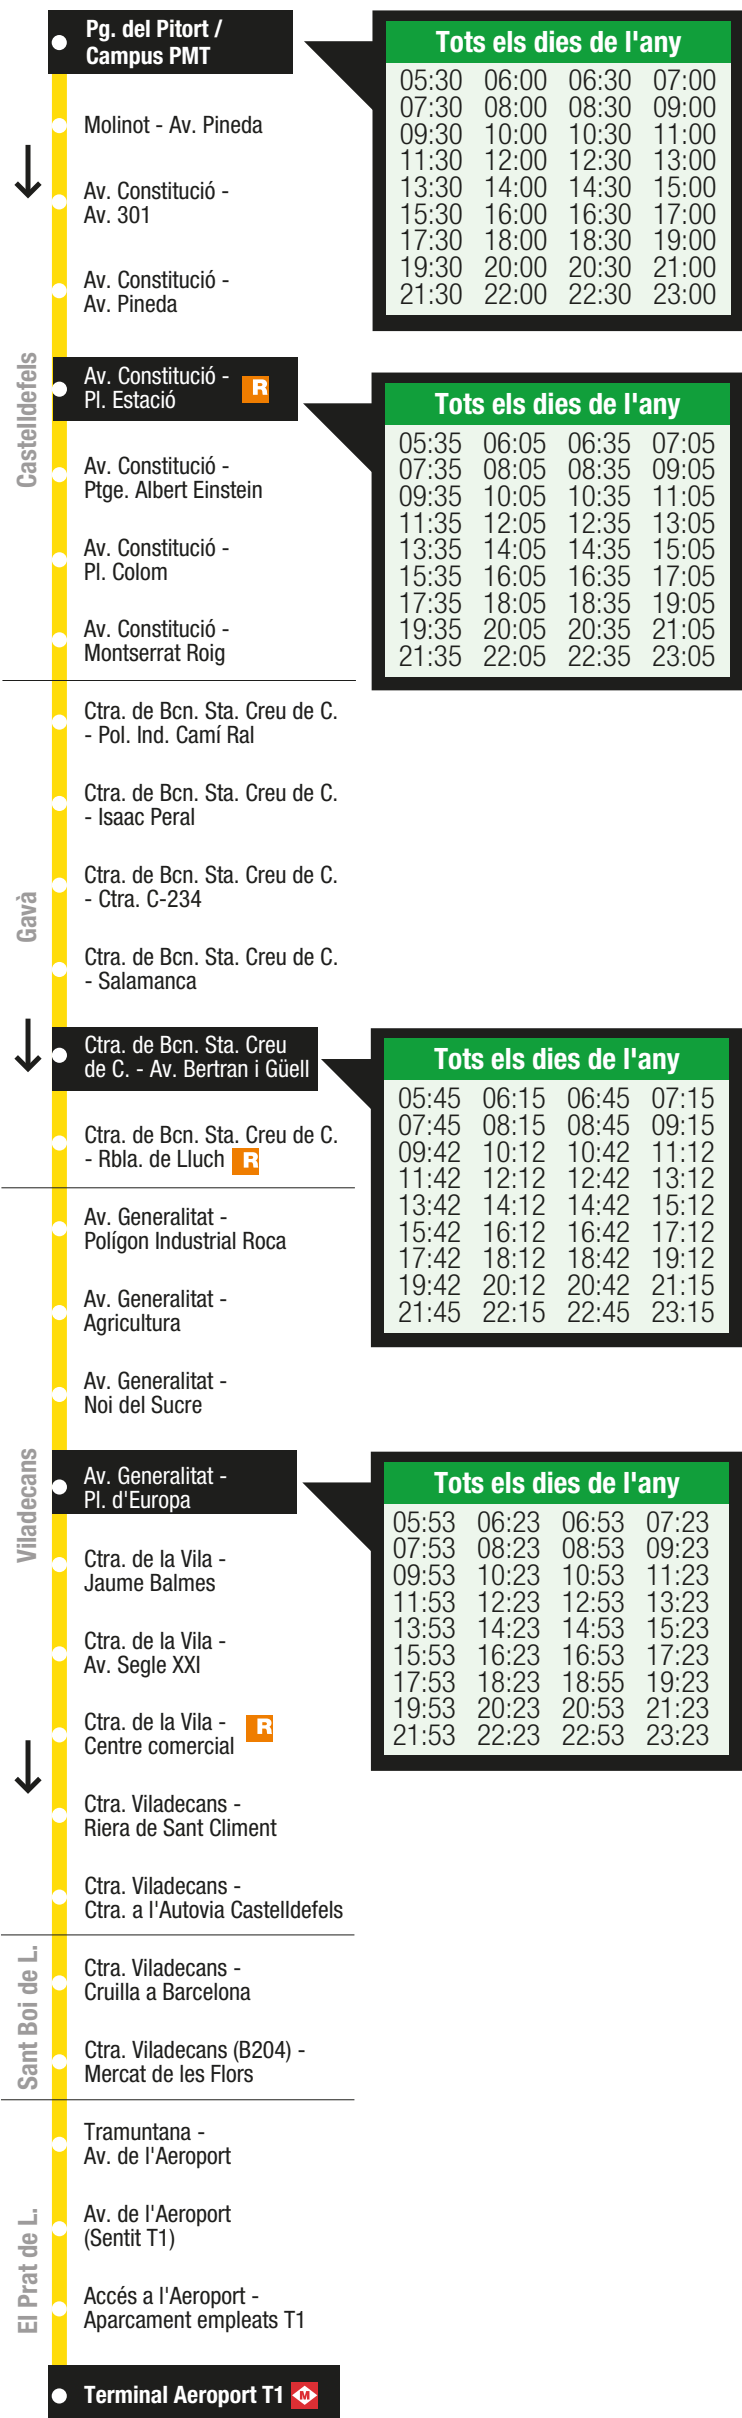 Pg. del Pitort /
Campus PMT
Tots els dies de l'any
05:30 06:00 06:30 07:00
07:30 08:00 08:30 09:00
09:30 10:00 10:30 11:00
11:30 12:00 12:30 13:00
13:30 14:00 14:30 15:00
15:30 16:00 16:30 17:00
17:30 18:00 18:30 19:00
19:30 20:00 20:30 21:00
21:30 22:00 22:30 23:00
Molinot - Av. Pineda
Av. Constitució -
Av. 301
Av. Constitució -
Av. Pineda
Castelldefels
Av. Constitució -
Pl. Estació R
Tots els dies de l'any
05:35 06:05 06:35 07:05
07:35 08:05 08:35 09:05
09:35 10:05 10:35 11:05
11:35 12:05 12:35 13:05
13:35 14:05 14:35 15:05
15:35 16:05 16:35 17:05
17:35 18:05 18:35 19:05
19:35 20:05 20:35 21:05
21:35 22:05 22:35 23:05
Av. Constitució -
Ptge. Albert Einstein
Av. Constitució -
Pl. Colom
Av. Constitució -
Montserrat Roig
Gavà
Ctra. de Bcn. Sta. Creu de C.
- Pol. Ind. Camí Ral
Ctra. de Bcn. Sta. Creu de C.
- Isaac Peral
Ctra. de Bcn. Sta. Creu de C.
- Ctra. C-234
Ctra. de Bcn. Sta. Creu de C.
- Salamanca
Ctra. de Bcn. Sta. Creu
de C. - Av. Bertran i Güell
Tots els dies de l'any
05:45 06:15 06:45 07:15
07:45 08:15 08:45 09:15
09:42 10:12 10:42 11:12
11:42 12:12 12:42 13:12
13:42 14:12 14:42 15:12
15:42 16:12 16:42 17:12
17:42 18:12 18:42 19:12
19:42 20:12 20:42 21:15
21:45 22:15 22:45 23:15
Ctra. de Bcn. Sta. Creu de C.
- Rbla. de Lluch R
Viladecans
Av. Generalitat -
Polígon Industrial Roca
Av. Generalitat -
Agricultura
Av. Generalitat -
Noi del Sucre
Av. Generalitat -
Pl. d'Europa
Tots els dies de l'any
05:53 06:23 06:53 07:23
07:53 08:23 08:53 09:23
09:53 10:23 10:53 11:23
11:53 12:23 12:53 13:23
13:53 14:23 14:53 15:23
15:53 16:23 16:53 17:23
17:53 18:23 18:55 19:23
19:53 20:23 20:53 21:23
21:53 22:23 22:53 23:23
Ctra. de la Vila -
Jaume Balmes
Ctra. de la Vila -
Av. Segle XXI
Ctra. de la Vila -
Centre comercial R
Ctra. Viladecans -
Riera de Sant Climent
Ctra. Viladecans -
Ctra. a l'Autovia Castelldefels
Sant Boi de L.
Ctra. Viladecans -
Cruilla a Barcelona
Ctra. Viladecans (B204) -
Mercat de les Flors
El Prat de L.
Tramuntana -
Av. de l'Aeroport
Av. de l'Aeroport
(Sentit T1)
Accés a l'Aeroport -
Aparcament empleats T1
Terminal Aeroport T1 M